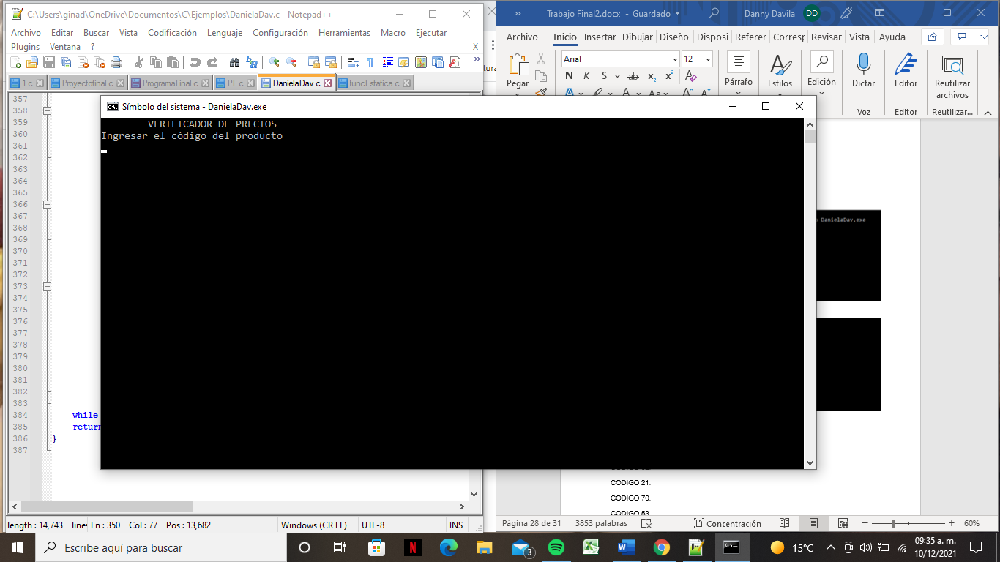 C:\Users\ginad\OneDrive\Documentos\C\Ejemplos\DanielaDav.c - Notepad++
Archivo Editar Buscar Vista Codificación Lenguaje Configuración Herramientas Macro Ejecutar
Plugins Ventana ? X
1.c Proyectofinal.c ProgramaFinal.c PF.c DanielaDav.c funcEstatica.c
357
358
359
360
361
362
363
364
365
366
367
368
369
370
371
372
373
374
375
376
377
378
379
380
381
382
383
384 while
385 return
386 }
387
length : 14,743 lines Ln : 350 Col : 77 Pos : 13,682 Windows (CR LF) UTF-8 INS
Símbolo del sistema - DanielaDav.exe
VERIFICADOR DE PRECIOS
Ingresar el código del producto
Trabajo Final2.docx - Guardado Danny Davila DD
Archivo Inicio Insertar Dibujar Diseño Disposi Referer Corresp Revisar Vista Ayuda
Arial 12
N K S ab x₂ x² A
Pegar Párrafo Estilos Edición Dictar Editor Reutilizar archivos
Voz Editor Reutilizar...
DanielaDav.exe
CODIGO 21.
CODIGO 70.
CODIGO 53.
Página 28 de 31 3853 palabras Concentración 60%
Escribe aquí para buscar
3
15°C
09:35 a. m.
10/12/2021